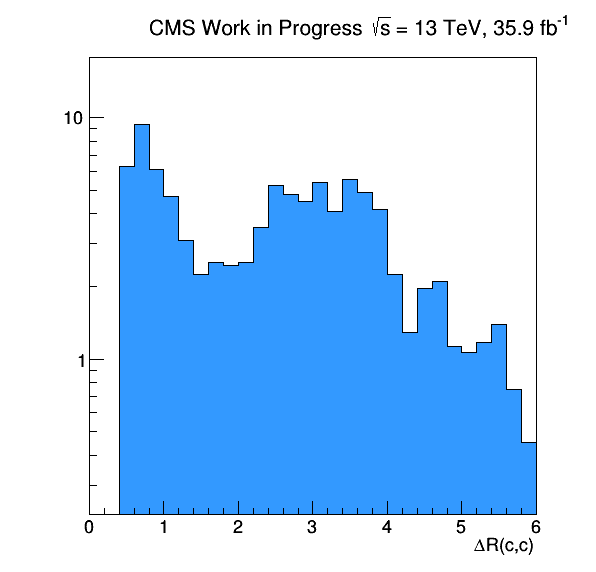 CMS Work in Progress √s = 13 TeV, 35.9 fb⁻¹
10
1
0 1 2 3 4 5 6
ΔR(c,c)